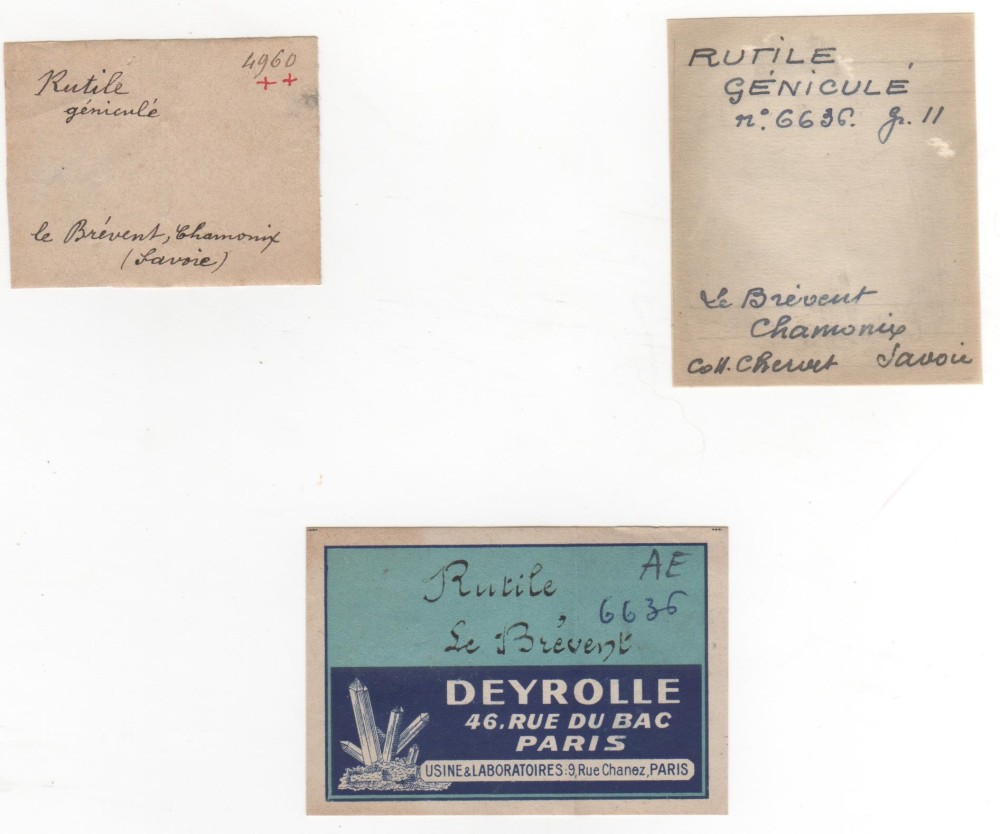 4960
++
Rutile
géniculé
le Brévent, Chamonix
(Savoie)
RUTILE
GÉNICULÉ
n°. 6636. gr. 11
Le Brévent
Chamonix
Coll. Chervet Savoie
Rutile AE
6636
Le Brévent
DEYROLLE
46, RUE DU BAC
PARIS
USINE & LABORATOIRES : 9, Rue Chanez, PARIS